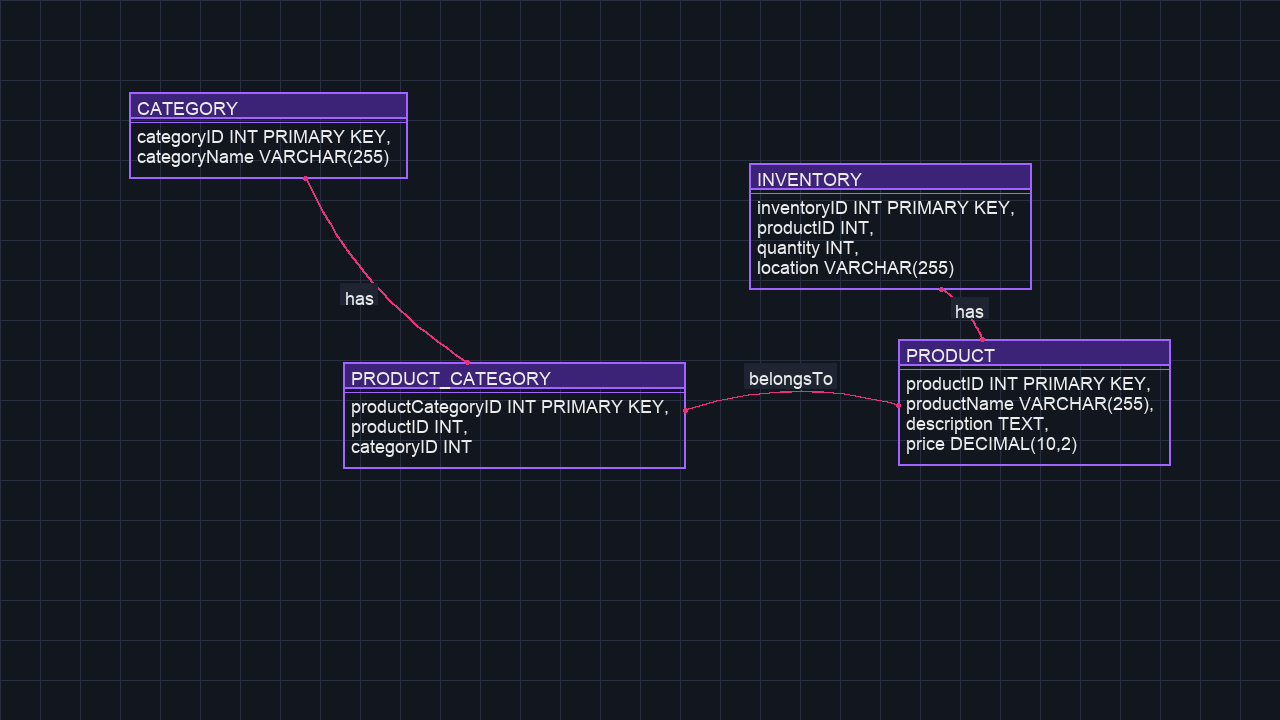 CATEGORY
categoryID INT PRIMARY KEY,
categoryName VARCHAR(255)
INVENTORY
inventoryID INT PRIMARY KEY,
productID INT,
quantity INT,
location VARCHAR(255)
has
has
PRODUCT
productID INT PRIMARY KEY,
productName VARCHAR(255),
description TEXT,
price DECIMAL(10,2)
PRODUCT_CATEGORY
productCategoryID INT PRIMARY KEY,
productID INT,
categoryID INT
belongsTo